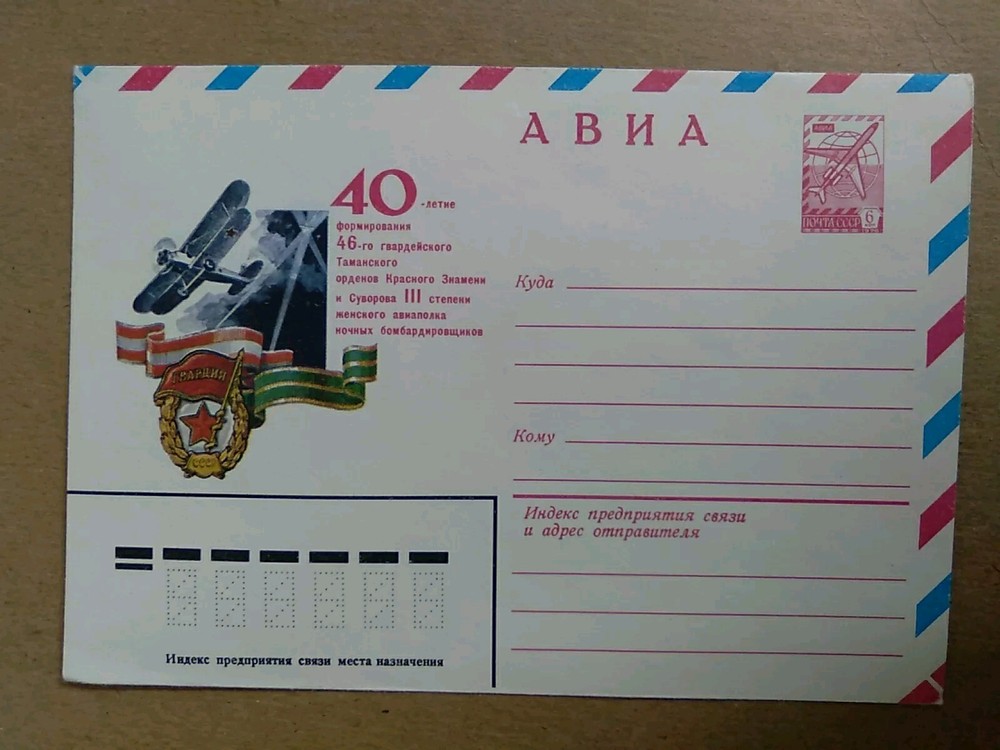 АВИА
АВИА
ПОЧТА СССР
6
40-летие
формирования
46-го гвардейского
Таманского
орденов Красного Знамени
и Суворова III степени
женского авиаполка
ночных бомбардировщиков
ГВАРДИЯ
СССР
Куда
Кому
Индекс предприятия связи
и адрес отправителя
Индекс предприятия связи места назначения